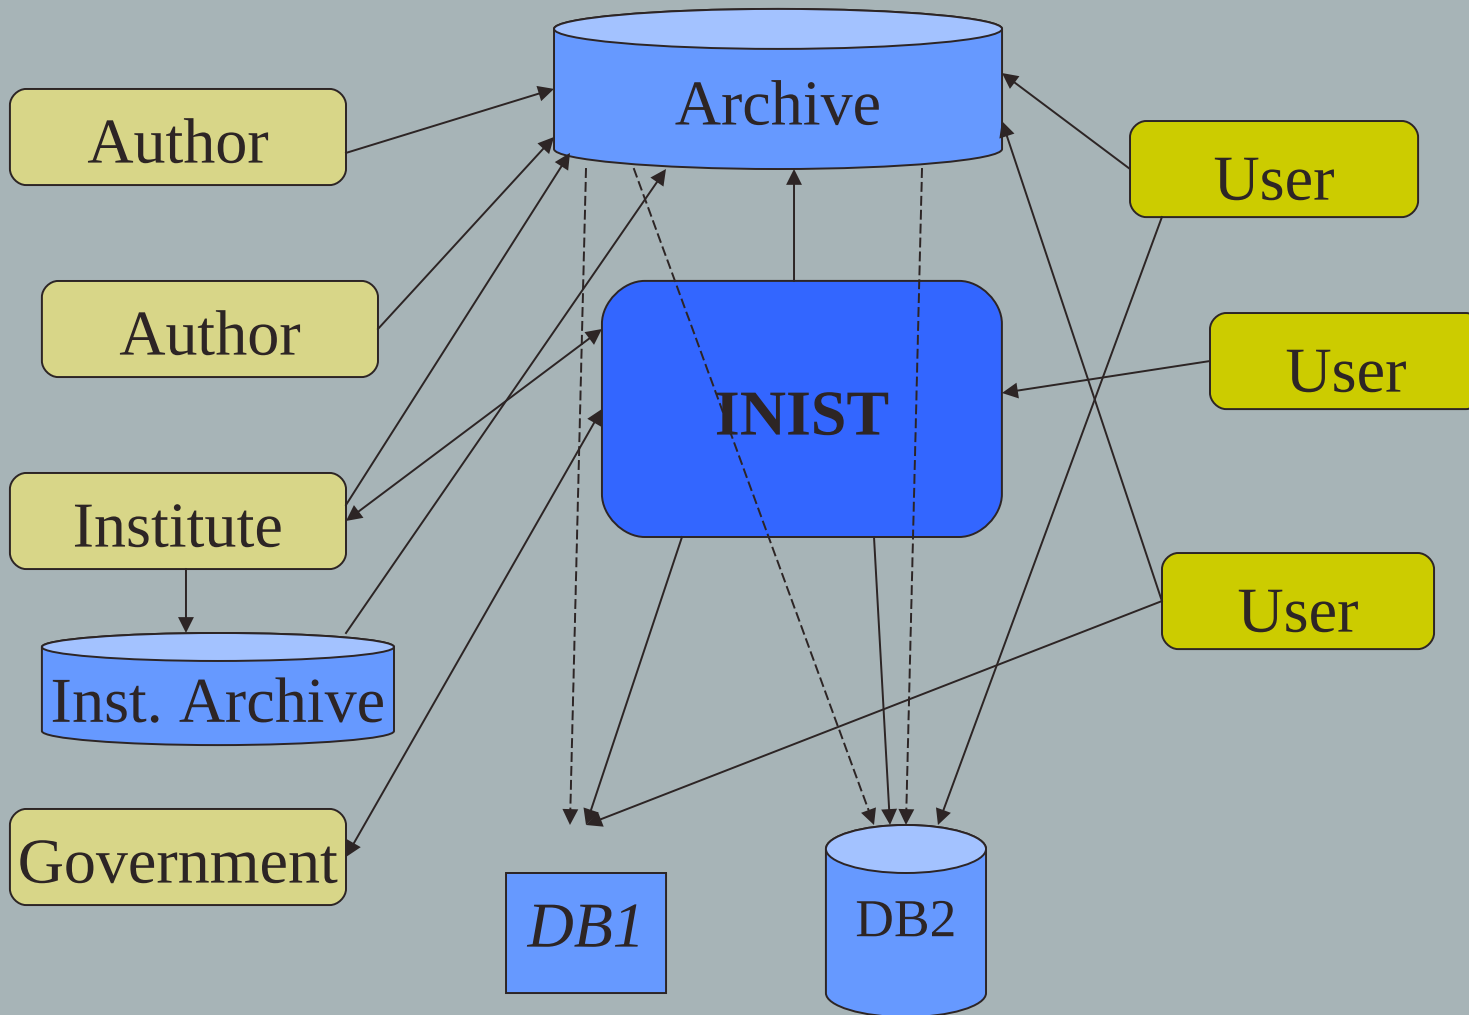 Archive
Author
User
Author
User
INIST
Institute
User
Inst. Archive
Government
DB1
DB2